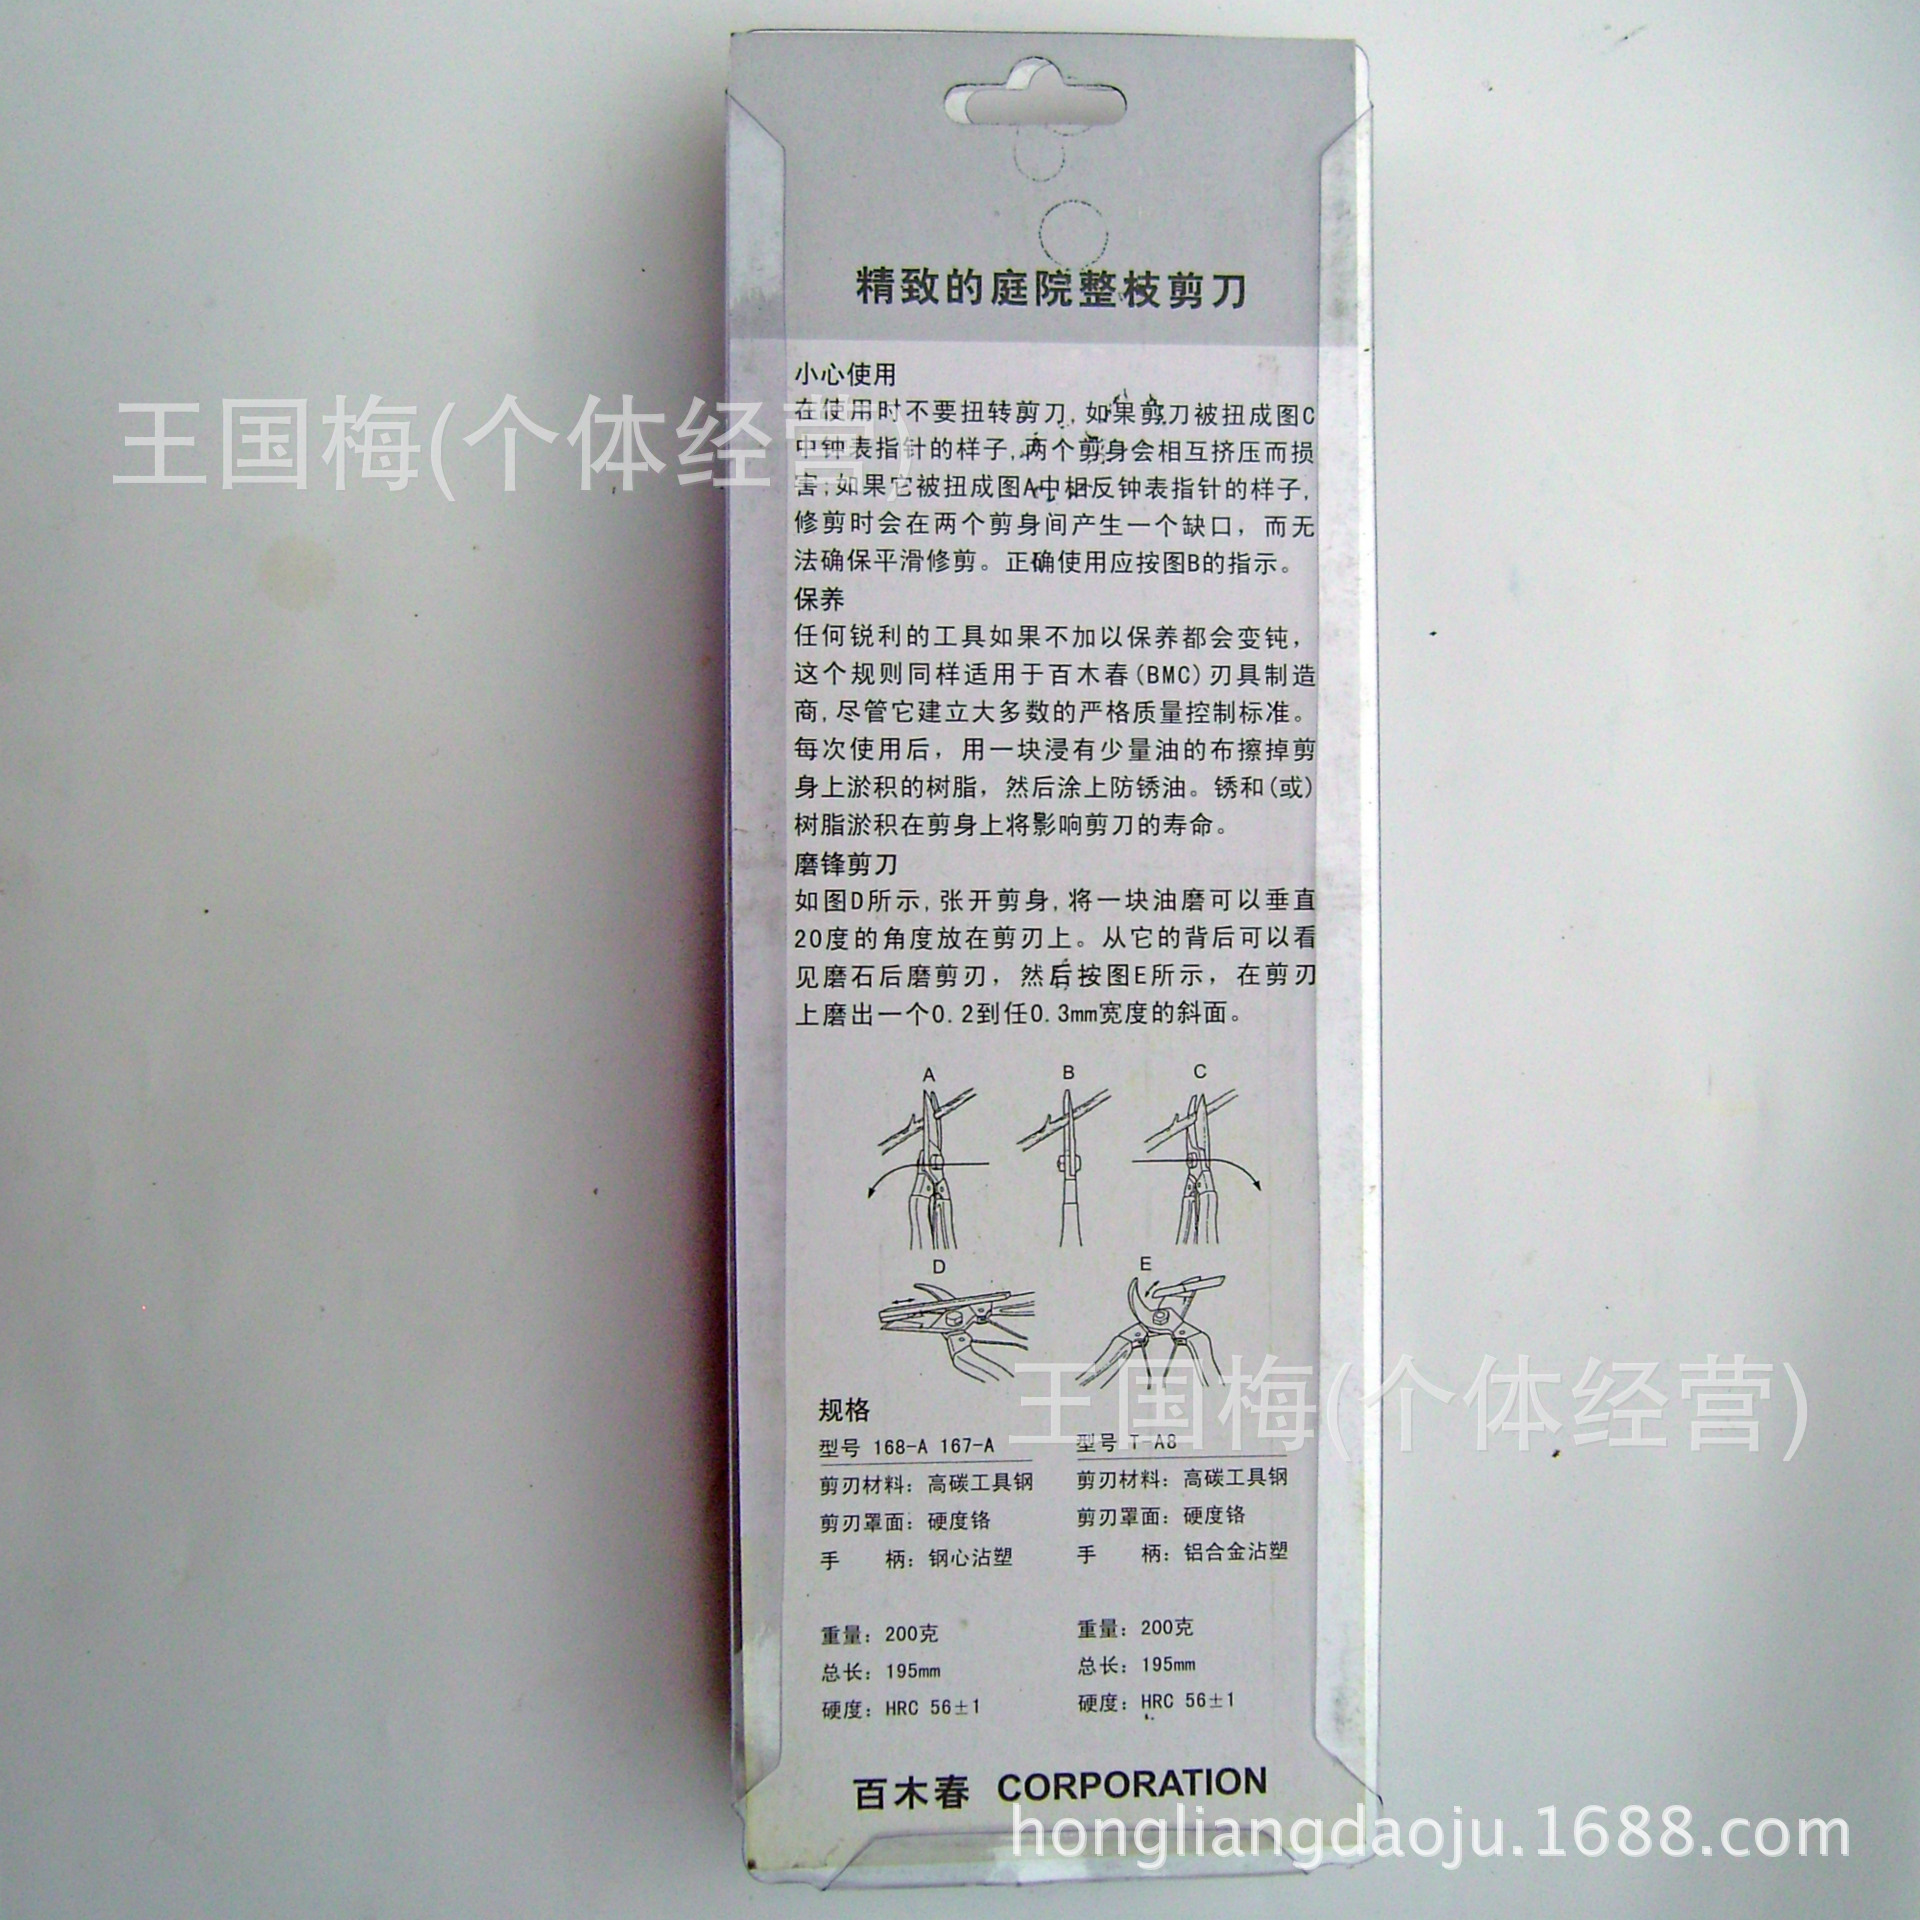 精致的庭院整枝剪刀
小心使用
在使用时不要扭转剪刀,如果剪刀被扭成图C
中钟表指针的样子,两个剪身会相互挤压而损
害;如果它被扭成图A中相反钟表指针的样子,
修剪时会在两个剪身间产生一个缺口，而无
法确保平滑修剪。正确使用应按图B的指示。
保养
任何锐利的工具如果不加以保养都会变钝，
这个规则同样适用于百木春(BMC)刃具制造
商,尽管它建立大多数的严格质量控制标准。
每次使用后，用一块浸有少量油的布擦掉剪
身上淤积的树脂，然后涂上防锈油。锈和(或)
树脂淤积在剪身上将影响剪刀的寿命。
磨锋剪刀
如图D所示,张开剪身,将一块油磨可以垂直
20度的角度放在剪刃上。从它的背后可以看
见磨石后磨剪刃，然后按图E所示，在剪刃
上磨出一个0.2到任0.3mm宽度的斜面。
A B C
D E
规格
型号 168-A 167-A
剪刃材料：高碳工具钢
剪刃罩面：硬度铬
手 柄：钢心沾塑
重量：200克
总长：195mm
硬度：HRC 56±1
型号 T-A8
剪刃材料：高碳工具钢
剪刃罩面：硬度铬
手 柄：铝合金沾塑
重量：200克
总长：195mm
硬度：HRC 56±1
百木春 CORPORATION
王国梅(个体经营)
王国梅(个体经营)
hongliangdaoju.1688.com